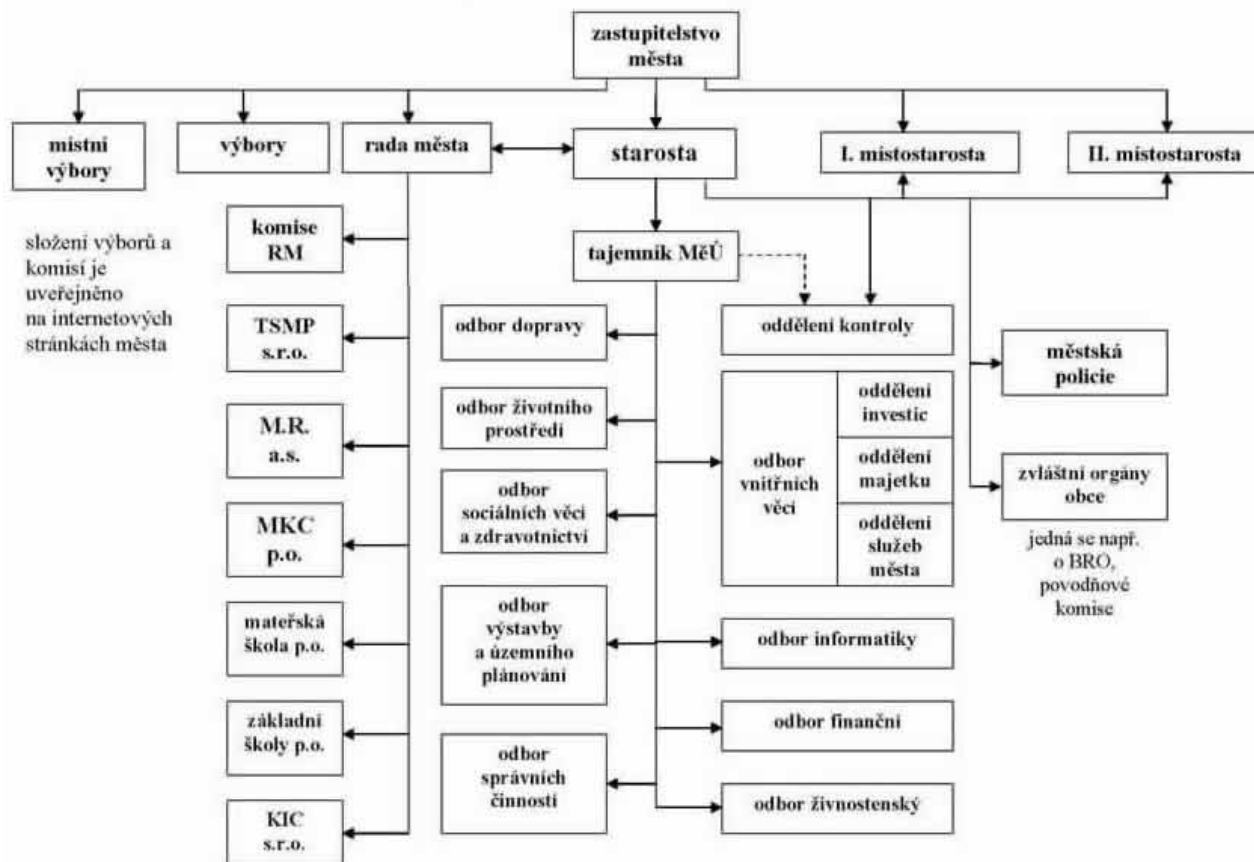 zastupitelstvo
města
místní
výbory
výbory
rada města
starosta
I. místostarosta
II. místostarosta
složení výborů a
komisí je
uveřejněno
na internetových
stránkách města
komise
RM
TSMP
s.r.o.
M.R.
a.s.
MKC
p.o.
mateřská
škola p.o.
základní
školy p.o.
KIC
s.r.o.
tajemník MěÚ
odbor dopravy
odbor životního
prostředí
odbor
sociálních věcí
a zdravotnictví
odbor
výstavby
a územního
plánování
odbor
správních
činností
oddělení kontroly
odbor
vnitřních
věcí
oddělení
investic
oddělení
majetku
oddělení
služeb
města
odbor informatiky
odbor finanční
odbor živnostenský
městská
policie
zvláštní orgány
obce
jedná se např.
o BRO,
povodňové
komise